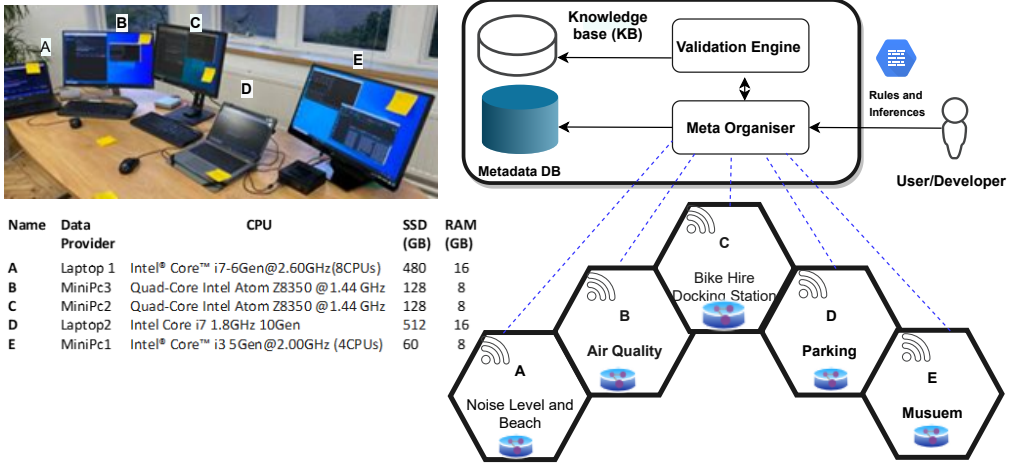 A
B
C
D
E
Name Data Provider CPU SSD (GB) RAM (GB)
A Laptop 1 Intel® Core™ i7-6Gen@2.60GHz(8CPUs) 480 16
B MiniPc3 Quad-Core Intel Atom Z8350 @1.44 GHz 128 8
C MiniPc2 Quad-Core Intel Atom Z8350 @1.44 GHz 128 8
D Laptop2 Intel Core i7 1.8GHz 10Gen 512 16
E MiniPc1 Intel® Core™ i3 5Gen@2.00GHz (4CPUs) 60 8
Knowledge
base (KB)
Validation Engine
Meta Organiser
Metadata DB
Rules and
Inferences
User/Developer
C
Bike Hire
Docking Station
B
Air Quality
D
Parking
A
Noise Level and
Beach
E
Musuem